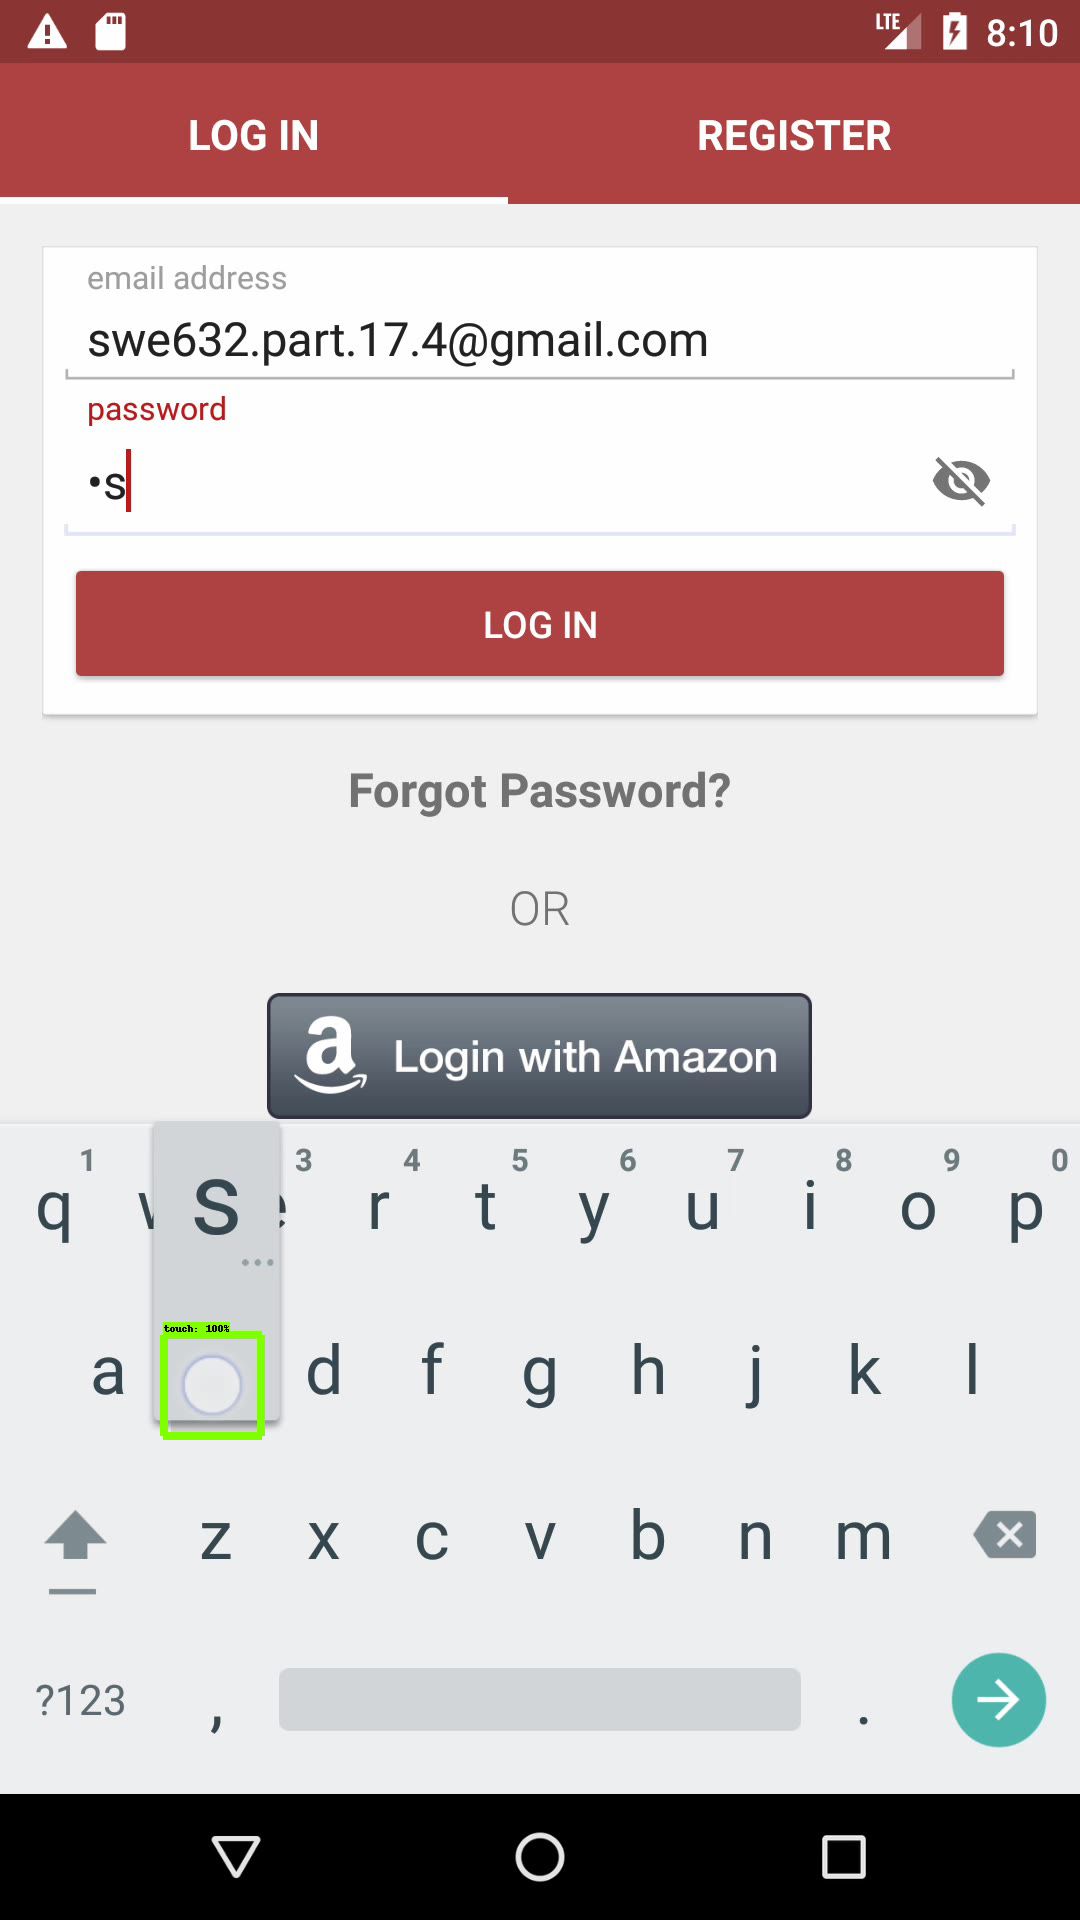 LTE 8:10
LOG IN REGISTER
email address
swe632.part.17.4@gmail.com
password
•s
LOG IN
Forgot Password?
OR
a Login with Amazon
1 3 4 5 6 7 8 9 0
q s r t y u i o p
...
touch: 100%
a d f g h j k l
z x c v b n m
?123 , .